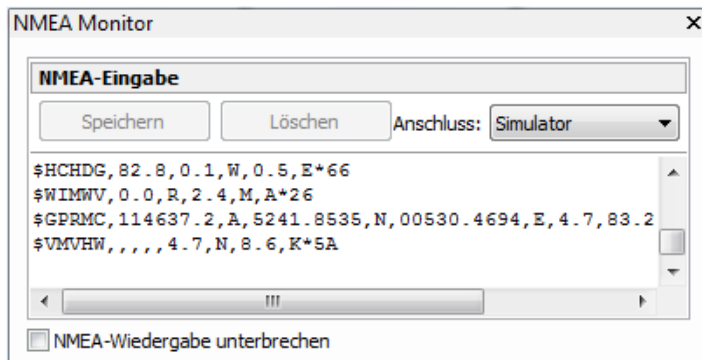 NMEA Monitor
NMEA-Eingabe
Speichern Löschen Anschluss: Simulator
$HCHDG,82.8,0.1,W,0.5,E*66
$WIMWV,0.0,R,2.4,M,A*26
$GPRMC,114637.2,A,5241.8535,N,00530.4694,E,4.7,83.2
$VMVHW,,,,,4.7,N,8.6,K*5A
NMEA-Wiedergabe unterbrechen